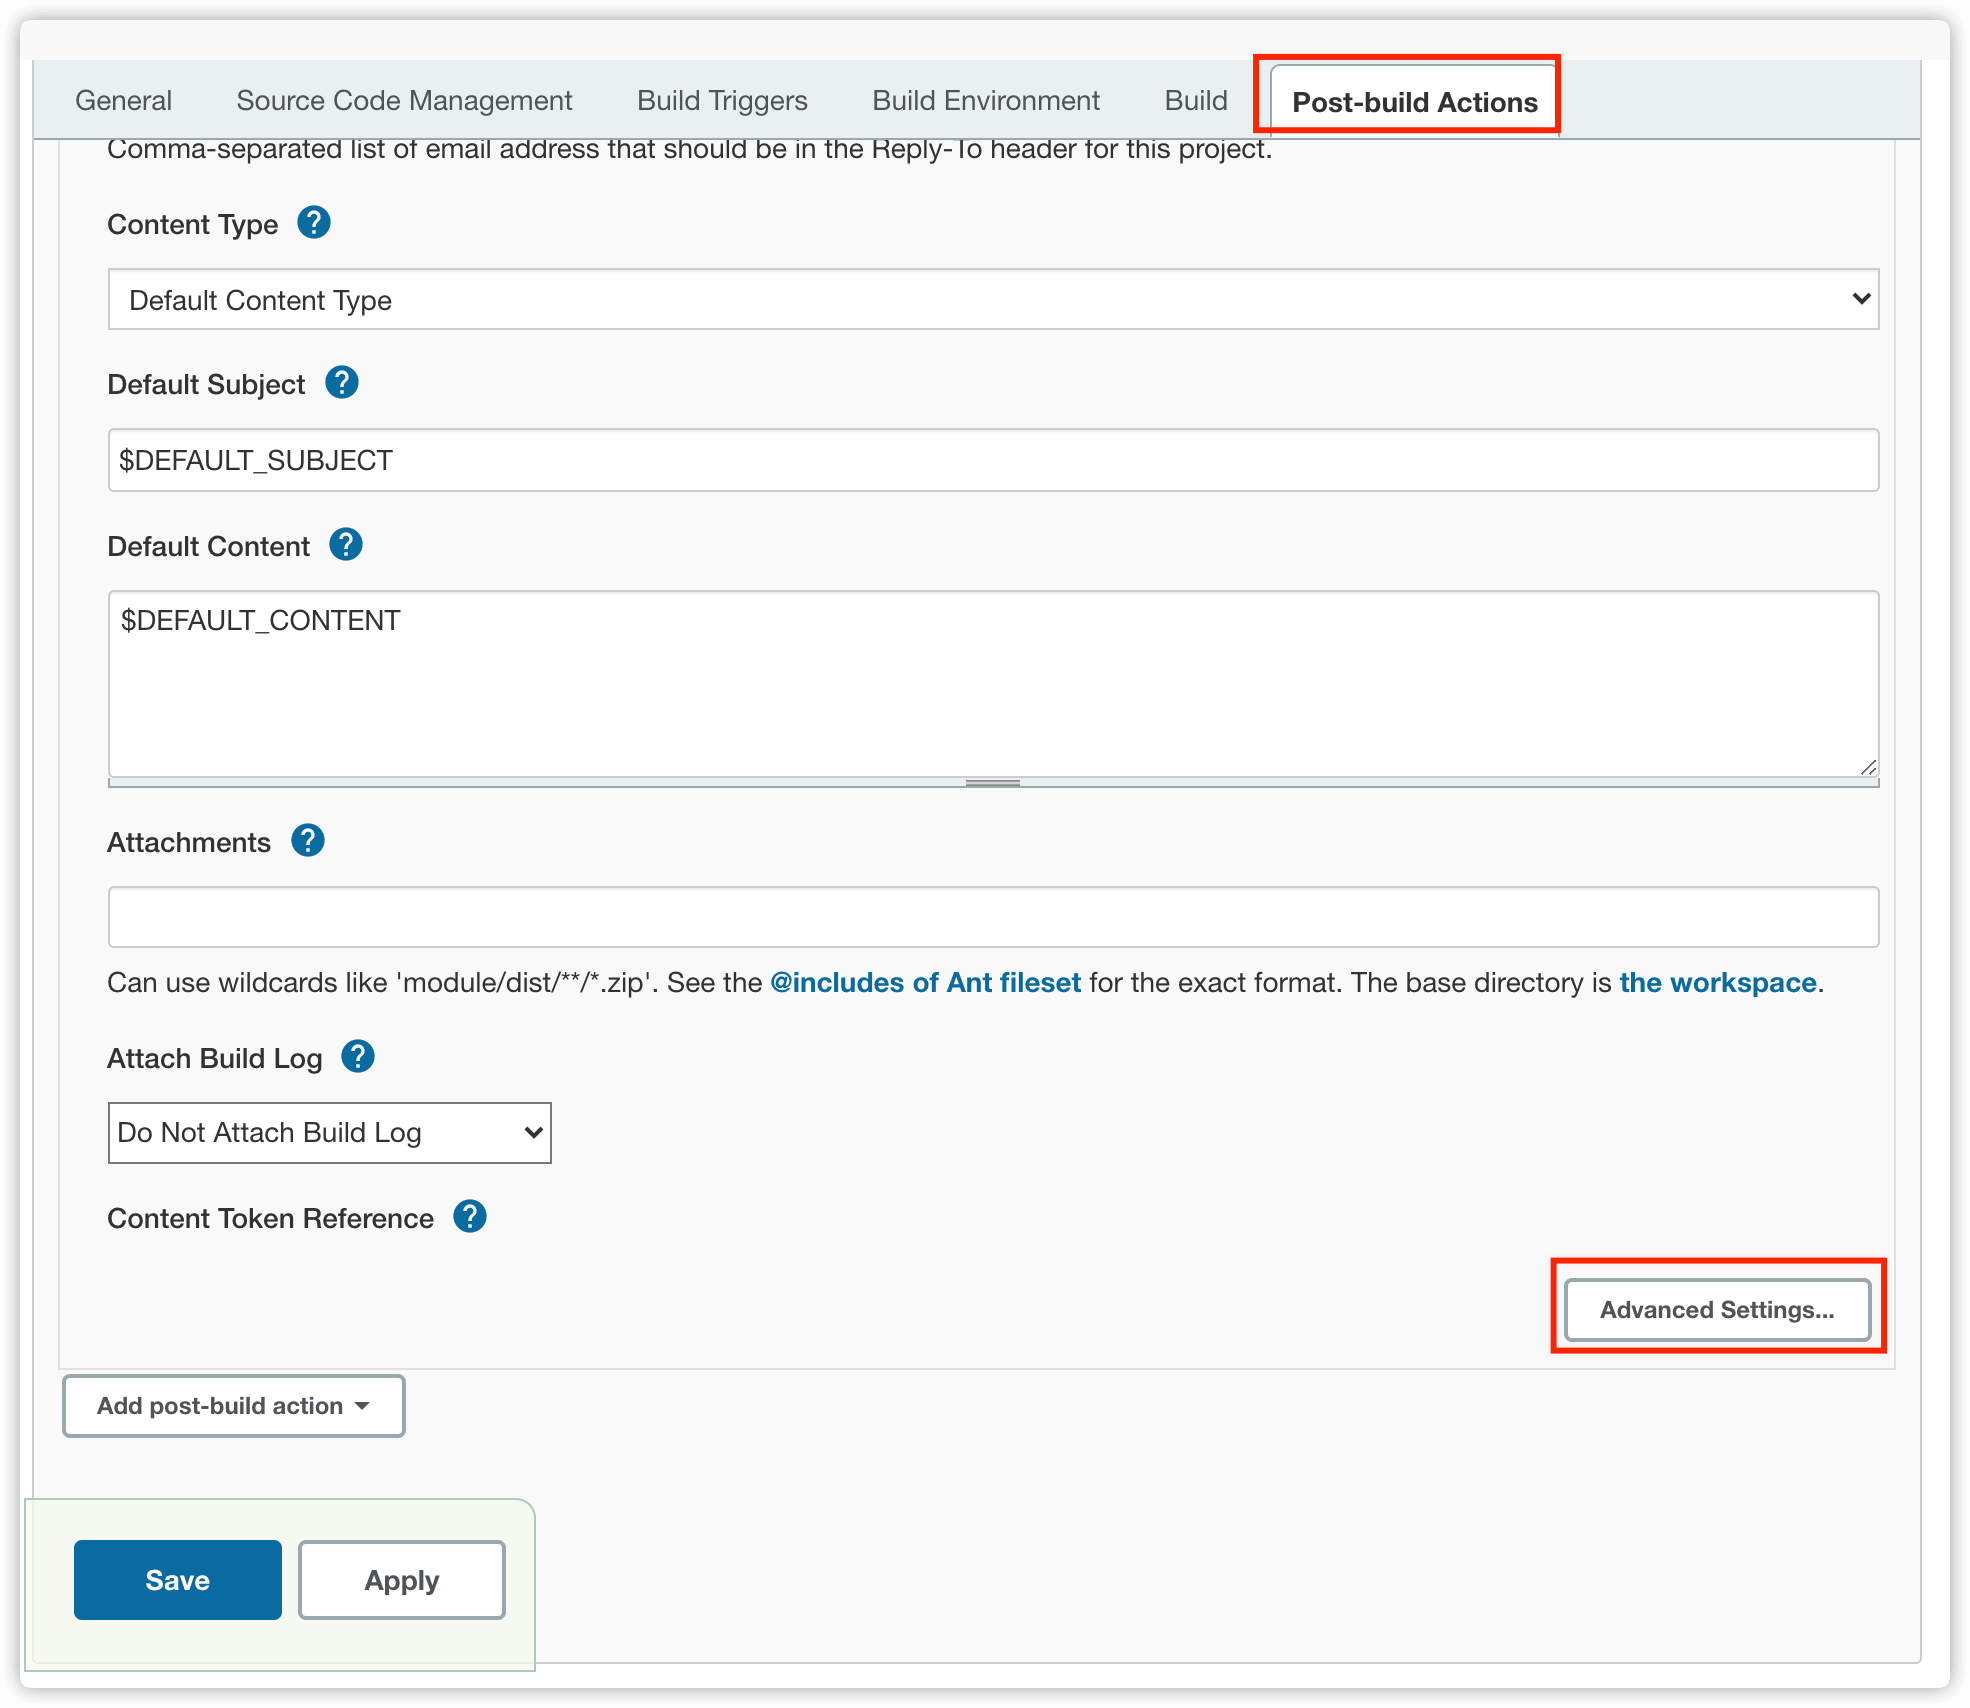 General Source Code Management Build Triggers Build Environment Build Post-build Actions
Comma-separated list of email address that should be in the Reply-To header for this project.
Content Type ?
Default Content Type
Default Subject ?
$DEFAULT_SUBJECT
Default Content ?
$DEFAULT_CONTENT
Attachments ?
Can use wildcards like 'module/dist/**/*.zip'. See the @includes of Ant fileset for the exact format. The base directory is the workspace.
Attach Build Log ?
Do Not Attach Build Log
Content Token Reference ?
Advanced Settings...
Add post-build action
Save Apply